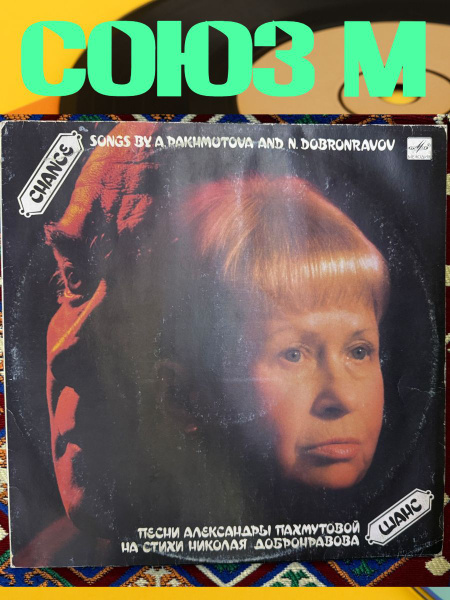 СОЮЗ М
CHANCE
SONGS BY A. PAKHMUTOVA AND N. DOBRONRAVOV
ПЕСНИ АЛЕКСАНДРЫ ПАХМУТОВОЙ
НА СТИХИ НИКОЛАЯ ДОБРОНРАВОВА
ШАНС